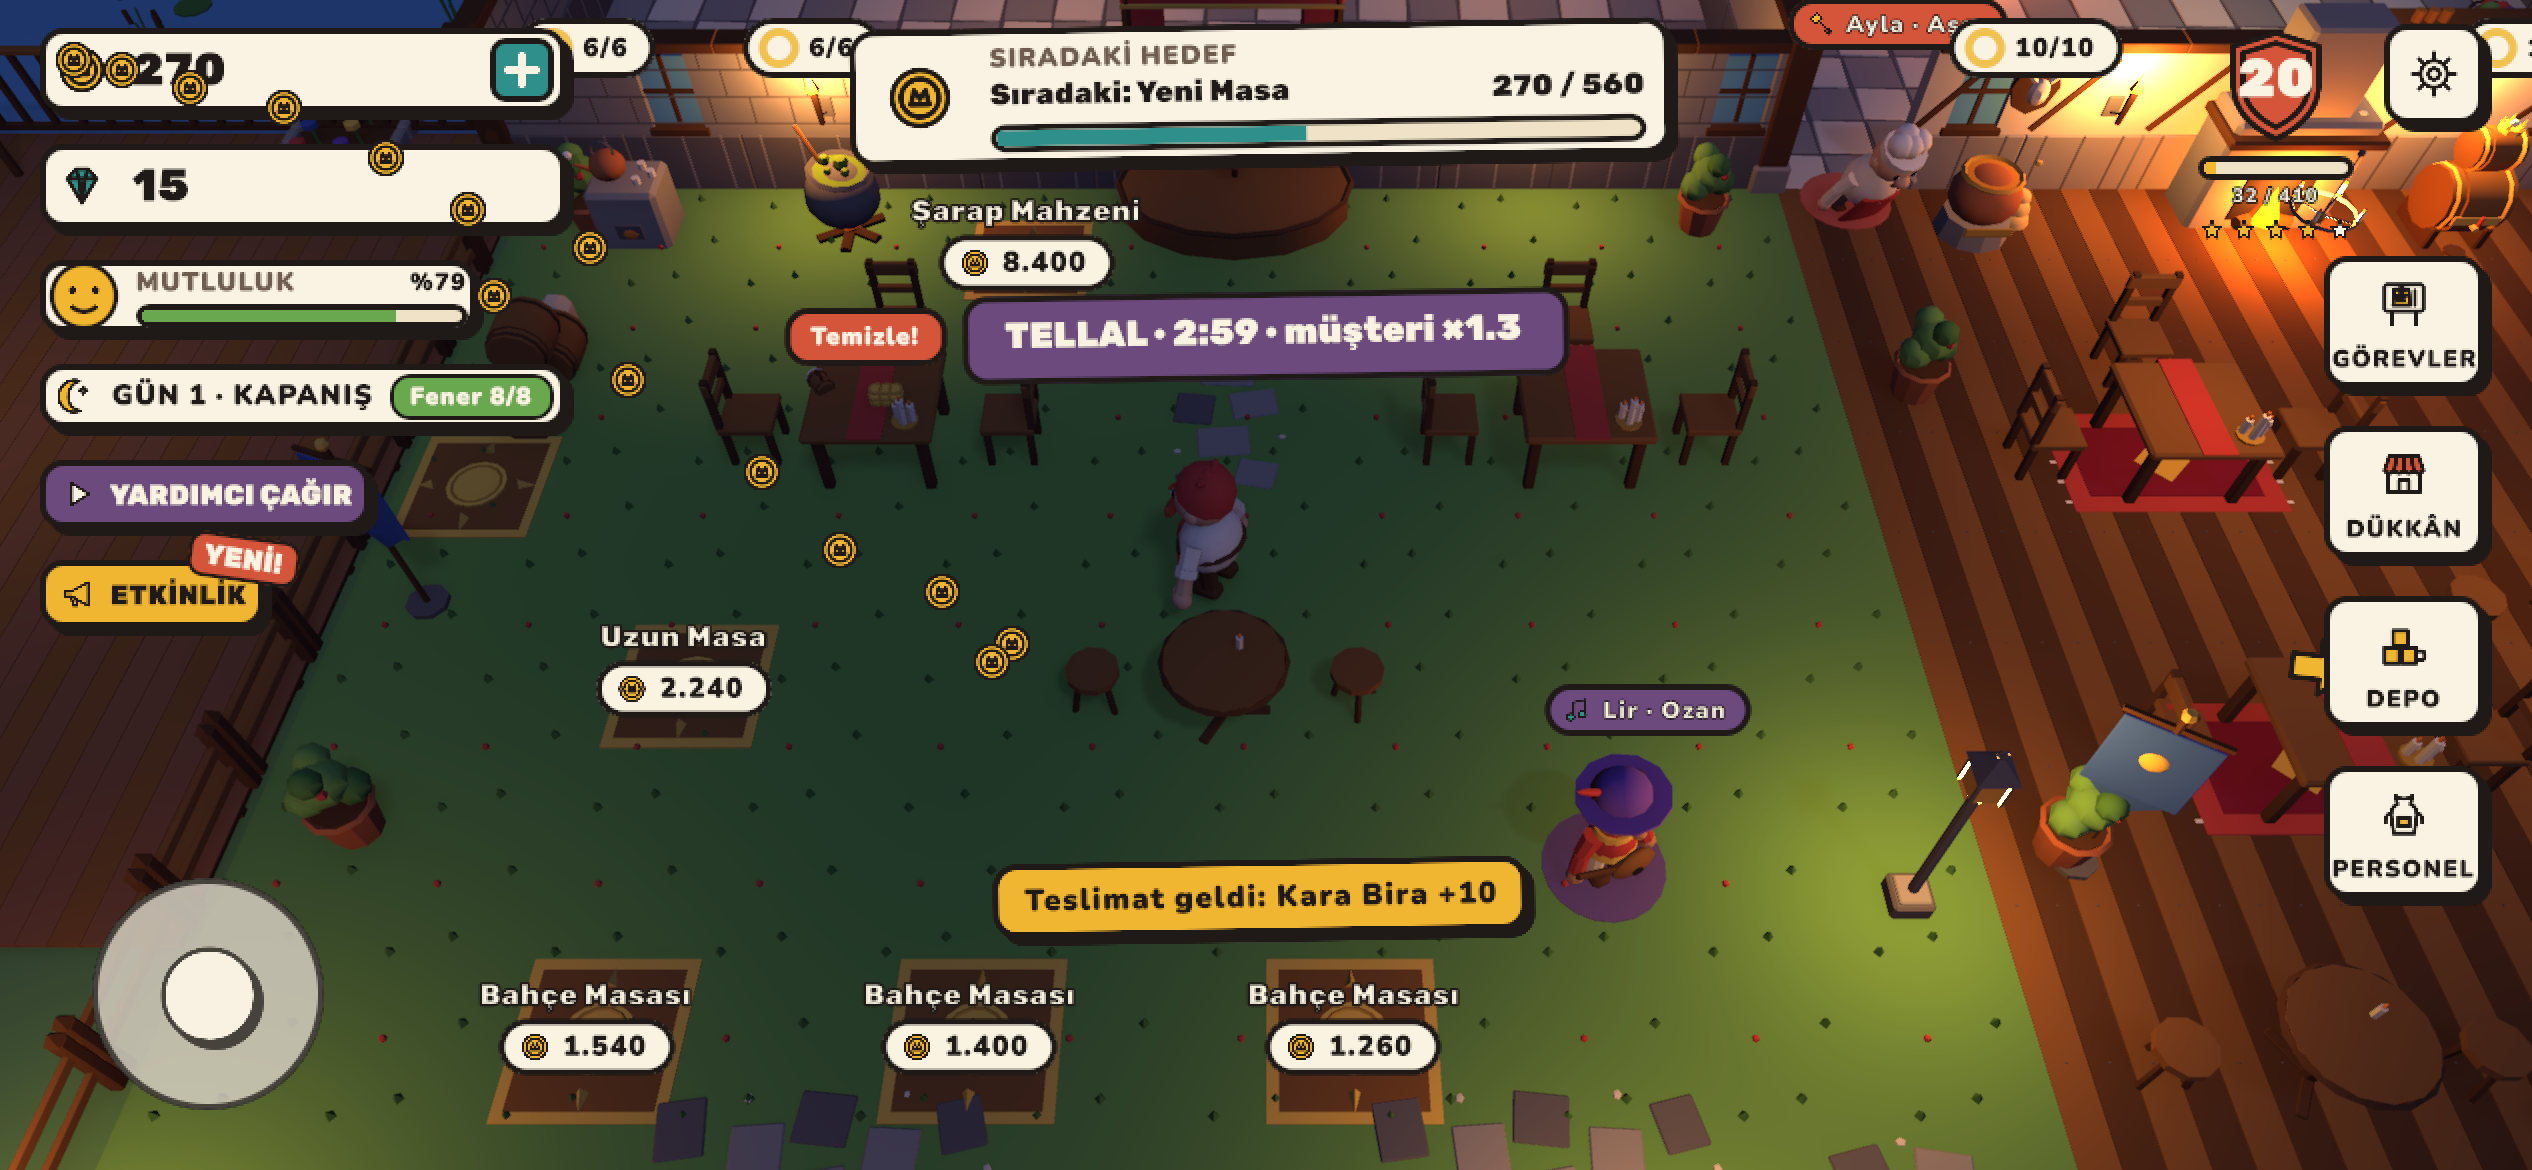 270
6/6
6/6
SIRADAKİ HEDEF
Sıradaki: Yeni Masa
270 / 560
Ayla · Aş
10/10
20
32 / 410
15
MUTLULUK
%79
GÜN 1 · KAPANIŞ
Fener 8/8
YARDIMCI ÇAĞIR
YENİ!
ETKİNLİK
Şarap Mahzeni
8.400
Temizle!
TELLAL · 2:59 · müşteri ×1.3
GÖREVLER
DÜKKÂN
DEPO
PERSONEL
Uzun Masa
2.240
Lir · Ozan
Teslimat geldi: Kara Bira +10
Bahçe Masası
1.540
Bahçe Masası
1.400
Bahçe Masası
1.260